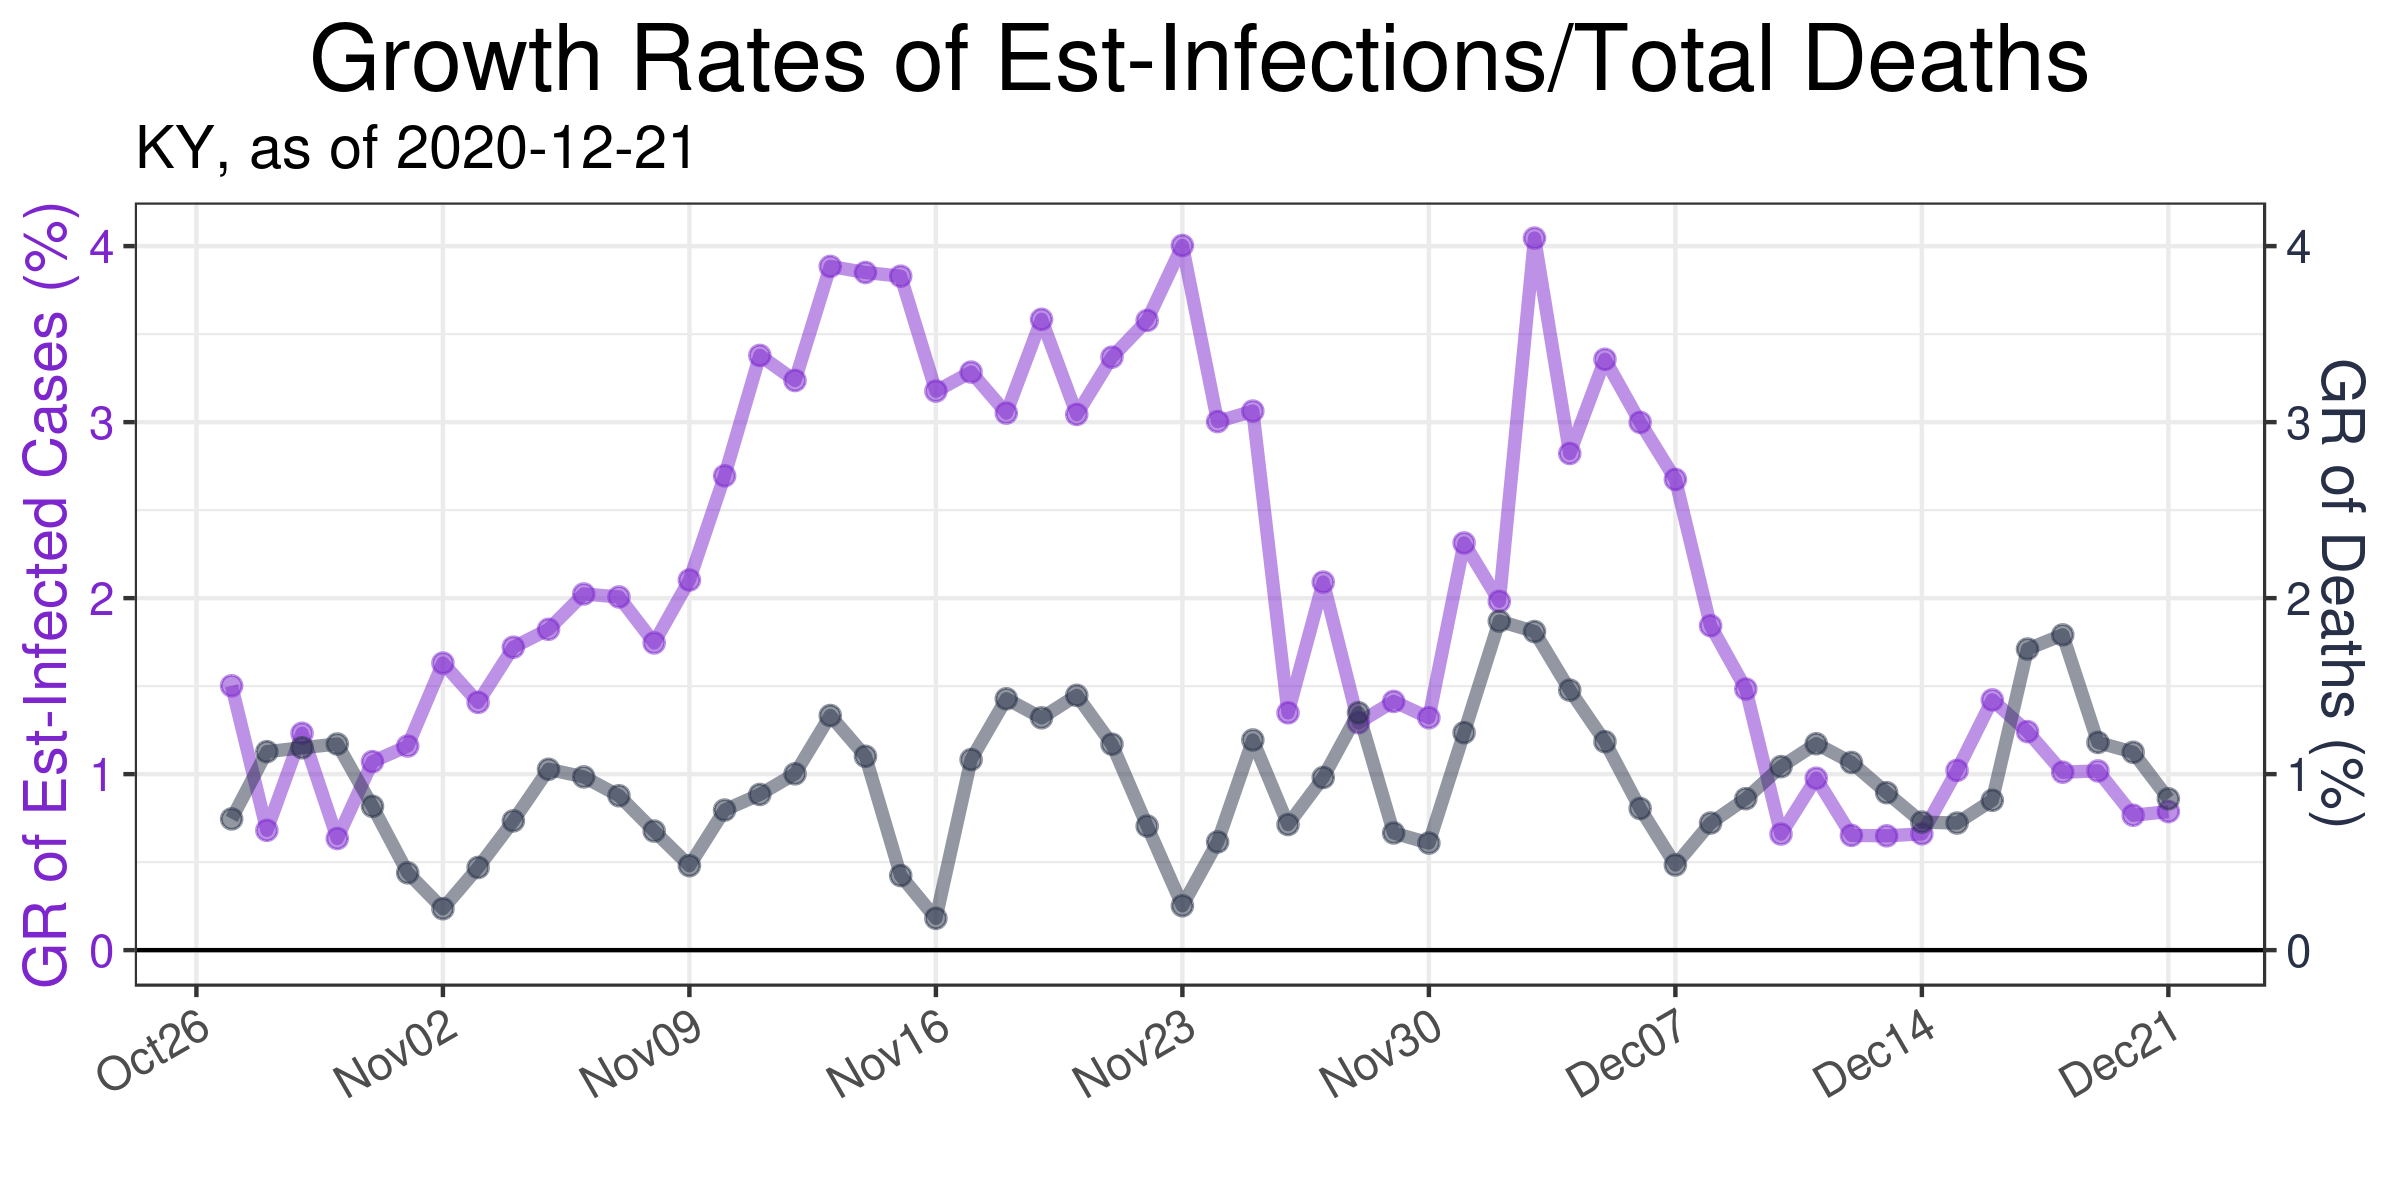 Growth Rates of Est-Infections/Total Deaths
KY, as of 2020-12-21
GR of Est-Infected Cases (%)
4
3
2
1
0
4
3
2
1
0
GR of Deaths (%)
Oct26 Nov02 Nov09 Nov16 Nov23 Nov30 Dec07 Dec14 Dec21